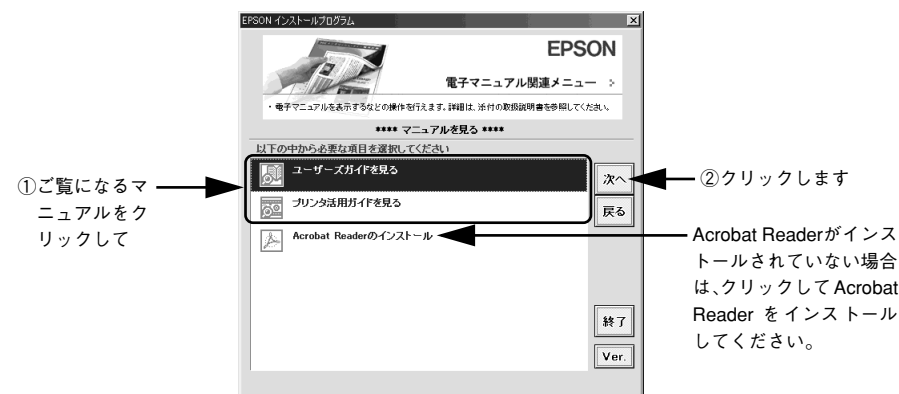 EPSON インストールプログラム
EPSON
電子マニュアル関連メニュー
・電子マニュアルを表示するなどの操作を行えます。詳細は、添付の取扱説明書を参照してください。
**** マニュアルを見る ****
以下の中から必要な項目を選択してください
ユーザーズガイドを見る
プリンタ活用ガイドを見る
Acrobat Readerのインストール
次へ
戻る
終了
Ver.
①ご覧になるマ
ニュアルをク
リックして
②クリックします
Acrobat Readerがインス
トールされていない場合
は、クリックして Acrobat
Reader をインストール
してください。